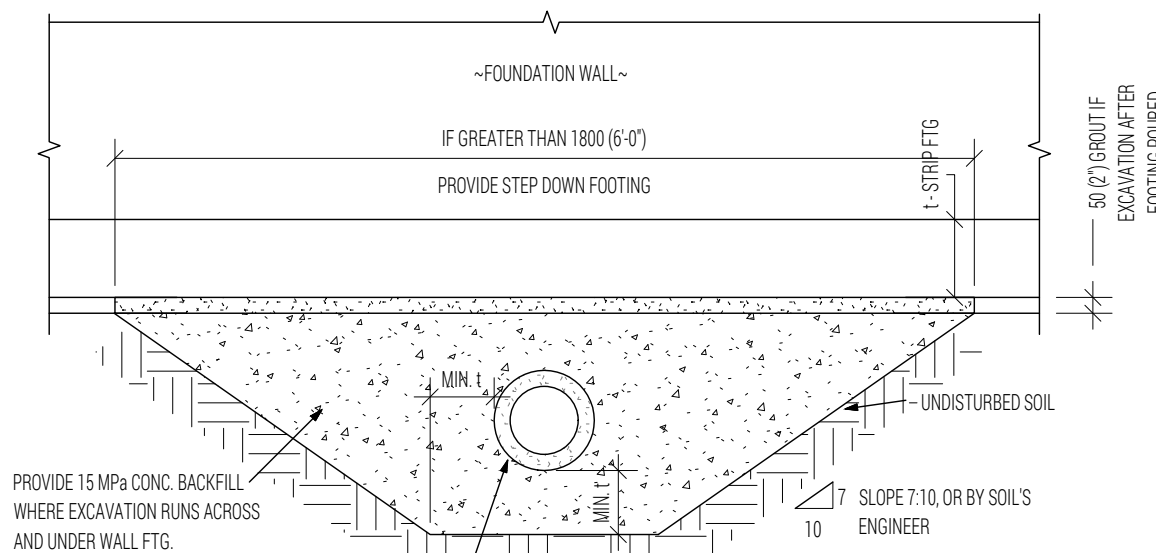 ~FOUNDATION WALL~
IF GREATER THAN 1800 (6'-0")
PROVIDE STEP DOWN FOOTING
t - STRIP FTG
50 (2") GROUT IF
EXCAVATION AFTER
FOOTING POURED
MIN. t
UNDISTURBED SOIL
PROVIDE 15 MPa CONC. BACKFILL
WHERE EXCAVATION RUNS ACROSS
AND UNDER WALL FTG.
MIN. t
7
10
SLOPE 7:10, OR BY SOIL'S
ENGINEER